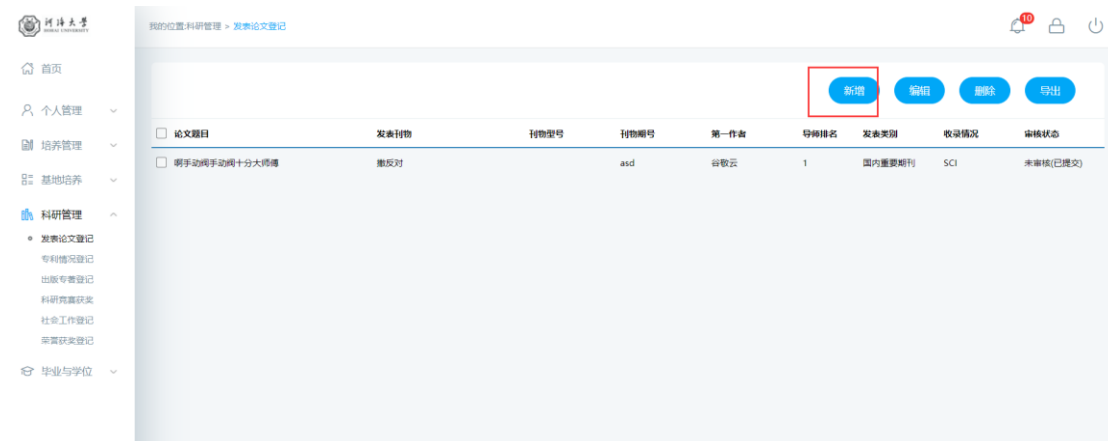 河海大学
HOHAI UNIVERSITY
我的位置:科研管理 > 发表论文登记
10
首页
个人管理
培养管理
基地培养
科研管理
发表论文登记
专利情况登记
出版专著登记
科研竞赛获奖
社会工作登记
荣誉获奖登记
毕业与学位
新增 编辑 删除 导出
论文题目 发表刊物 刊物型号 刊物期号 第一作者 导师排名 发表类别 收录情况 审核状态
啊手动阀手动阀十分大师傅 撒反对 asd 谷敬云 1 国内重要期刊 SCI 未审核(已提交)